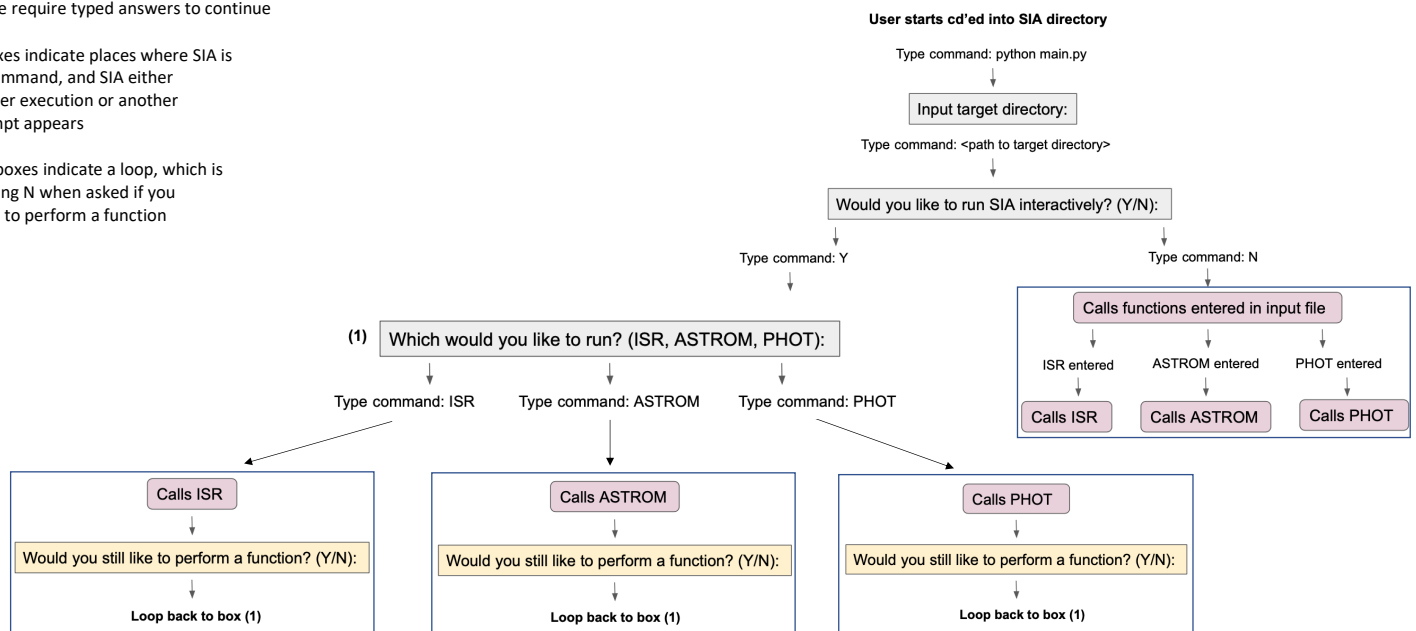 e require typed answers to continue
xes indicate places where SIA is
ommand, and SIA either
er execution or another
mpt appears
boxes indicate a loop, which is
ing N when asked if you
to perform a function
User starts cd'ed into SIA directory
Type command: python main.py
Input target directory:
Type command: <path to target directory>
Would you like to run SIA interactively? (Y/N):
Type command: Y
Type command: N
Calls functions entered in input file
ISR entered
ASTROM entered
PHOT entered
Calls ISR
Calls ASTROM
Calls PHOT
(1)
Which would you like to run? (ISR, ASTROM, PHOT):
Type command: ISR
Type command: ASTROM
Type command: PHOT
Calls ISR
Would you still like to perform a function? (Y/N):
Loop back to box (1)
Calls ASTROM
Would you still like to perform a function? (Y/N):
Loop back to box (1)
Calls PHOT
Would you still like to perform a function? (Y/N):
Loop back to box (1)